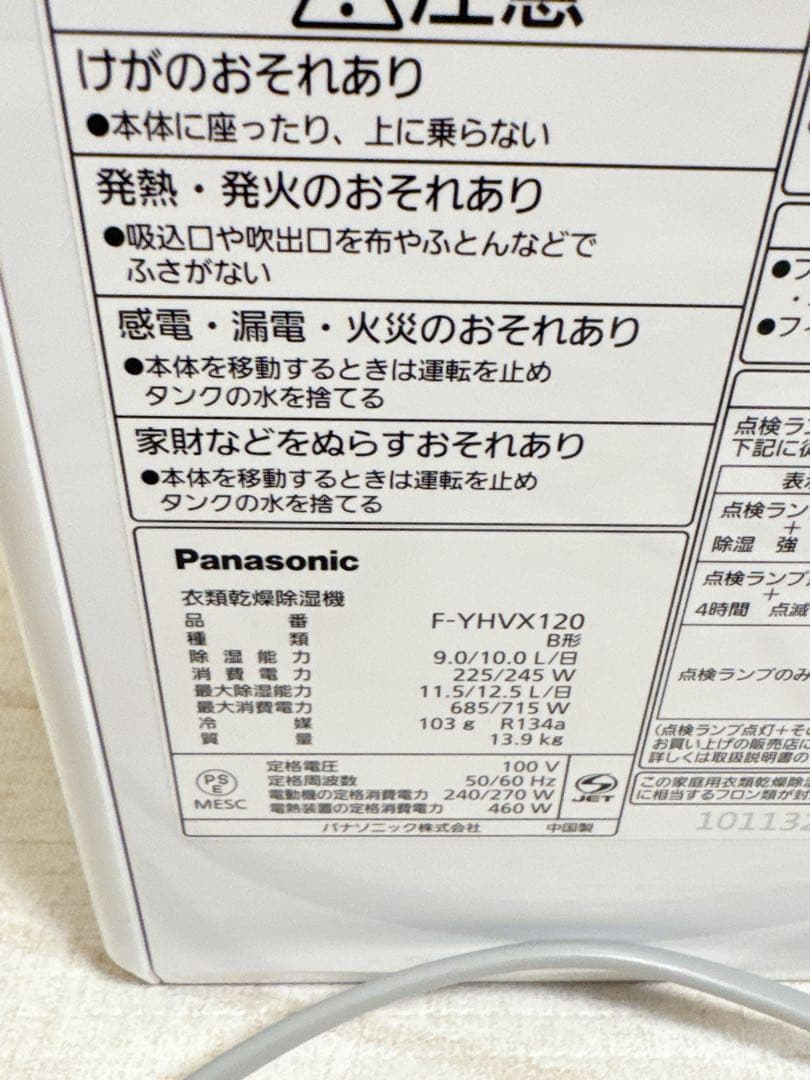 注意
けがのおそれあり
●本体に座ったり、上に乗らない
発熱・発火のおそれあり
●吸込口や吹出口を布やふとんなどで
ふさがない
感電・漏電・火災のおそれあり
●本体を移動するときは運転を止め
タンクの水を捨てる
家財などをぬらすおそれあり
●本体を移動するときは運転を止め
タンクの水を捨てる
Panasonic
衣類乾燥除湿機
品番 F-YHVX120
種類 B形
除湿能力 9.0/10.0 L/日
消費電力 225/245 W
最大除湿能力 11.5/12.5 L/日
最大消費電力 685/715 W
冷媒 103 g R134a
質量 13.9 kg
PSE
MESC
定格電圧 100 V
定格周波数 50/60 Hz
電動機の定格消費電力 240/270 W
電熱装置の定格消費電力 460 W
JET
パナソニック株式会社 中国製
●フ
●フ
点検ラン
下記に従
表
点検ラン
+
除湿 強
点検ランプ
+
4時間 点滅
点検ランプのみ
(点検ランプ点灯+その
お買い上げの販売店に
詳しくは取扱説明書の
この家庭用衣類乾燥除湿
に相当するフロン類が封
101132